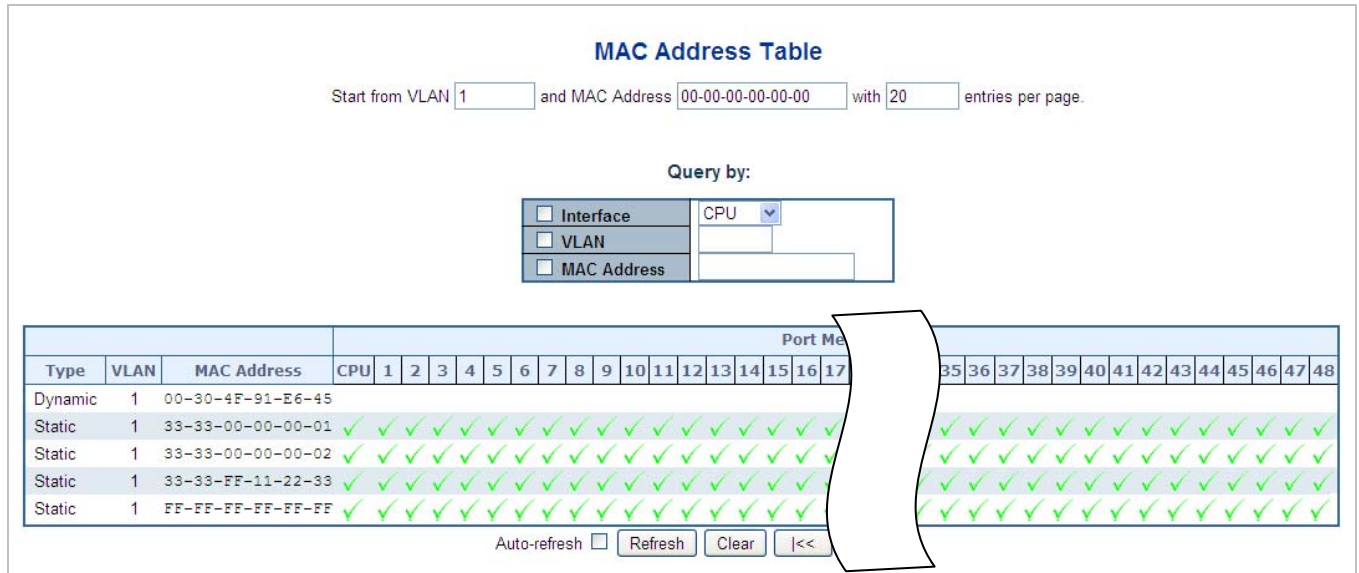 MAC Address Table
Start from VLAN 1 and MAC Address 00-00-00-00-00-00 with 20 entries per page.
Query by:
Interface CPU
VLAN
MAC Address
Port Me
Type VLAN MAC Address CPU 1 2 3 4 5 6 7 8 9 10 11 12 13 14 15 16 17 35 36 37 38 39 40 41 42 43 44 45 46 47 48
Dynamic 1 00-30-4F-91-E6-45
Static 1 33-33-00-00-00-01
Static 1 33-33-00-00-00-02
Static 1 33-33-FF-11-22-33
Static 1 FF-FF-FF-FF-FF-FF
Auto-refresh Refresh Clear |<<